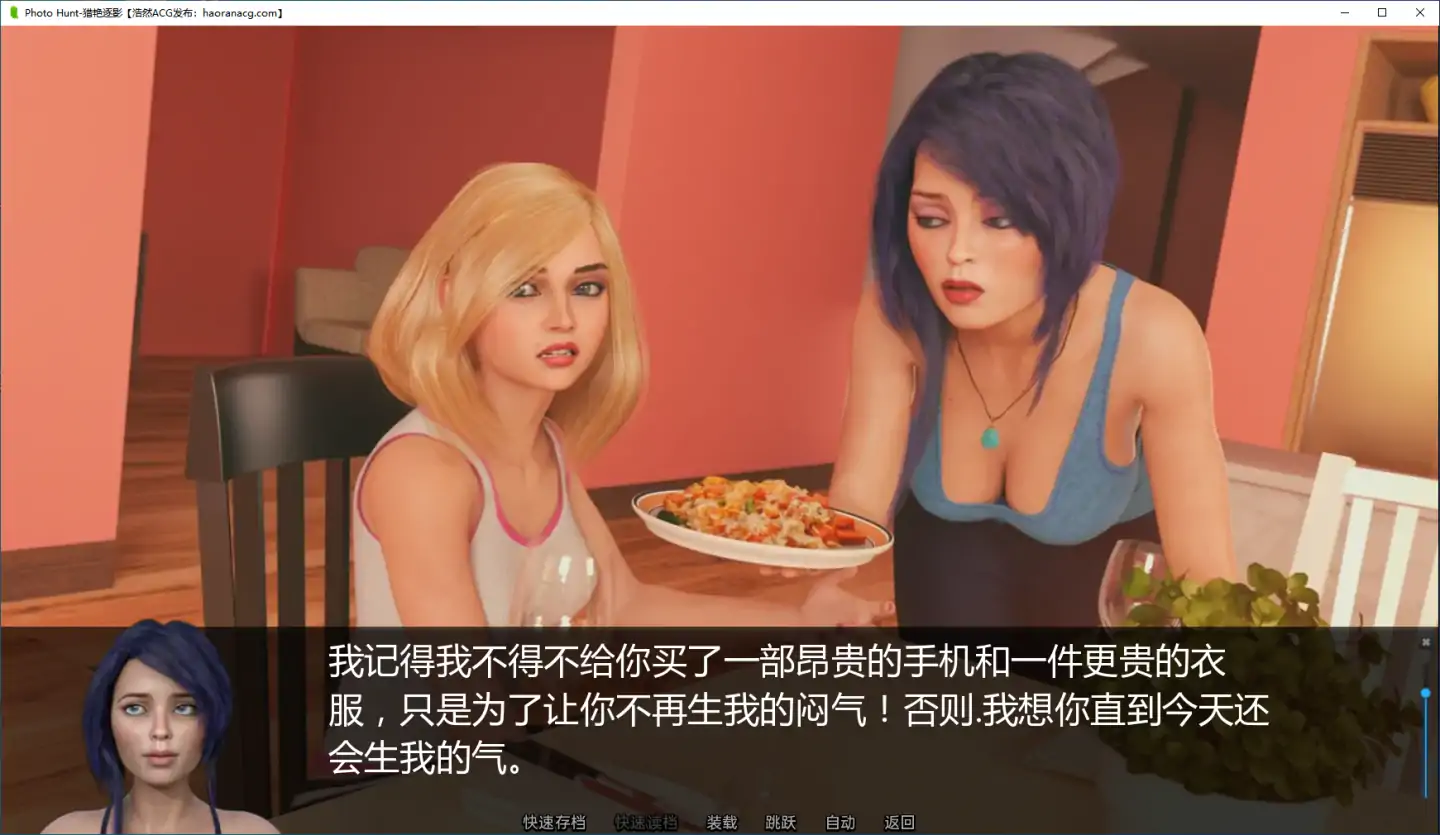 Photo Hunt-猎艳逐影【浩然ACG发布：haoranacg.com】
我记得我不得不给你买了一部昂贵的手机和一件更贵的衣
服，只是为了让你不再生我的闷气！否则.我想你直到今天还
会生我的气。
快速存档 快速读档 装载 跳跃 自动 返回